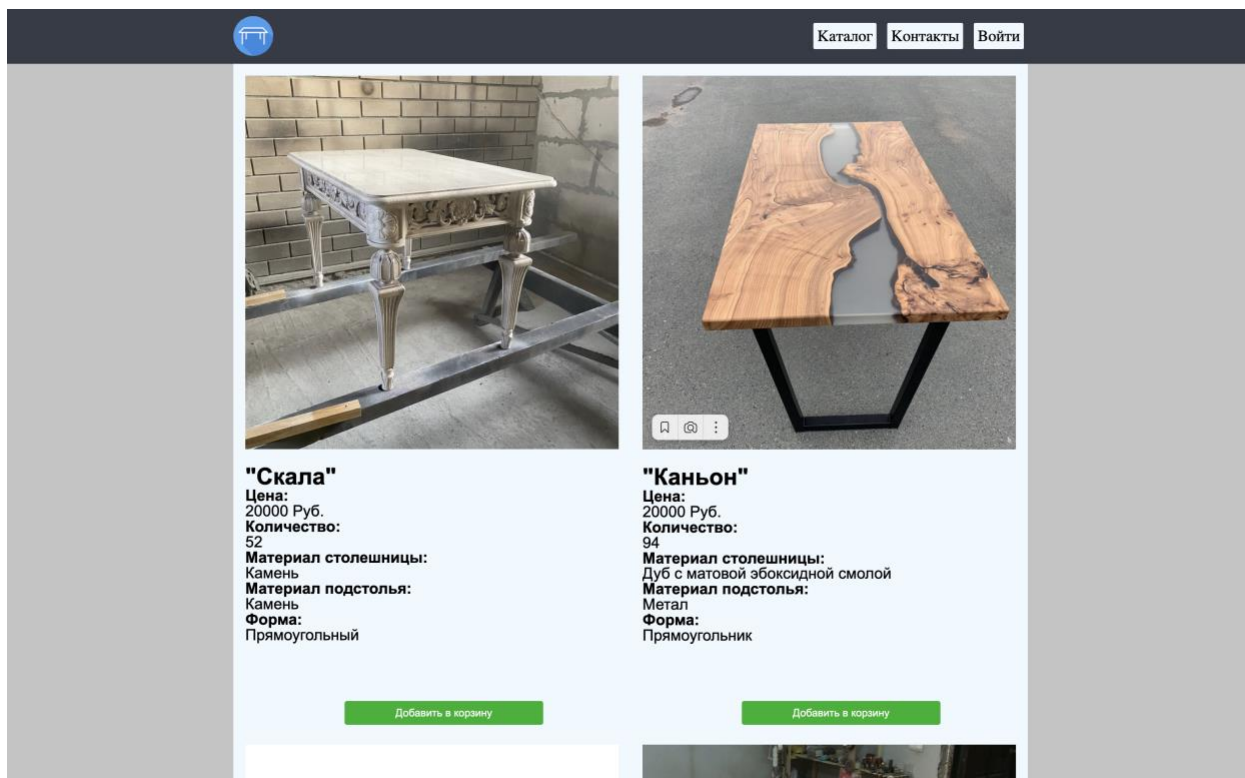 Каталог Контакты Войти
"Скала"
Цена:
20000 Руб.
Количество:
52
Материал столешницы:
Камень
Материал подстолья:
Камень
Форма:
Прямоугольный
Добавить в корзину
"Каньон"
Цена:
20000 Руб.
Количество:
94
Материал столешницы:
Дуб с матовой эбоксидной смолой
Материал подстолья:
Метал
Форма:
Прямоугольник
Добавить в корзину